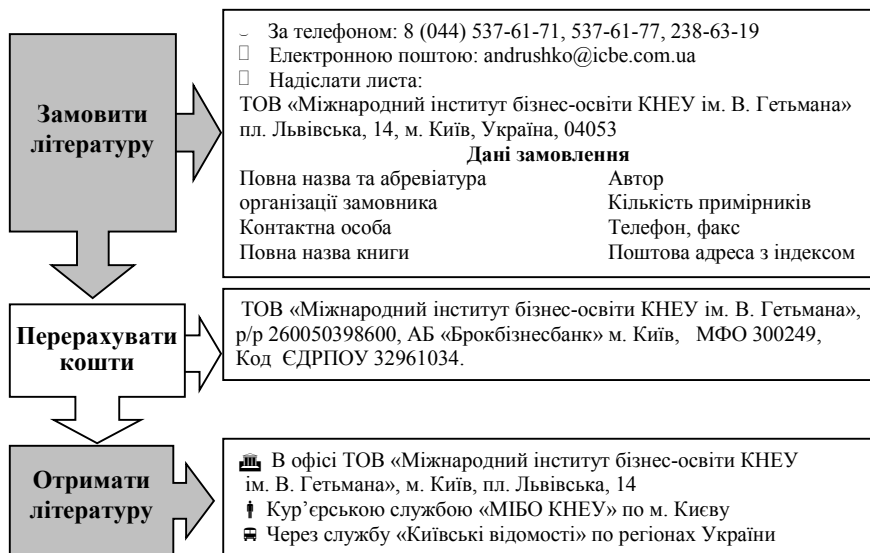 Замовити
літературу
За телефоном: 8 (044) 537-61-71, 537-61-77, 238-63-19
Електронною поштою: andrushko@icbe.com.ua
Надіслати листа:
ТОВ «Міжнародний інститут бізнес-освіти КНЕУ ім. В. Гетьмана»
пл. Львівська, 14, м. Київ, Україна, 04053
Дані замовлення
Повна назва та абревіатура
організації замовника
Контактна особа
Повна назва книги
Автор
Кількість примірників
Телефон, факс
Поштова адреса з індексом
Перерахувати
кошти
ТОВ «Міжнародний інститут бізнес-освіти КНЕУ ім. В. Гетьмана»,
р/р 260050398600, АБ «Брокбізнесбанк» м. Київ, МФО 300249,
Код ЄДРПОУ 32961034.
Отримати
літературу
В офісі ТОВ «Міжнародний інститут бізнес-освіти КНЕУ
ім. В. Гетьмана», м. Київ, пл. Львівська, 14
Кур’єрською службою «МІБО КНЕУ» по м. Києву
Через службу «Київські відомості» по регіонах України